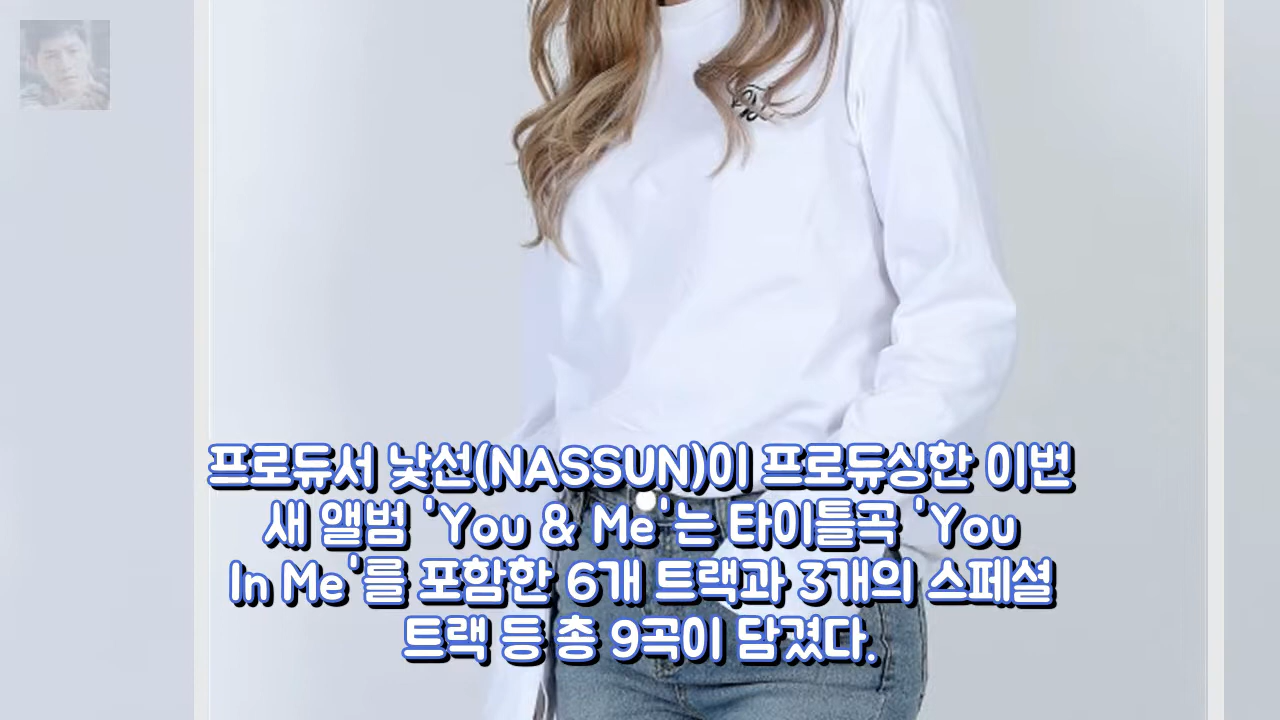 프로듀서 낯선(NASSUN)이 프로듀싱한 이번
새 앨범 'You & Me'는 타이틀곡 'You
In Me'를 포함한 6개 트랙과 3개의 스페셜
트랙 등 총 9곡이 담겼다.